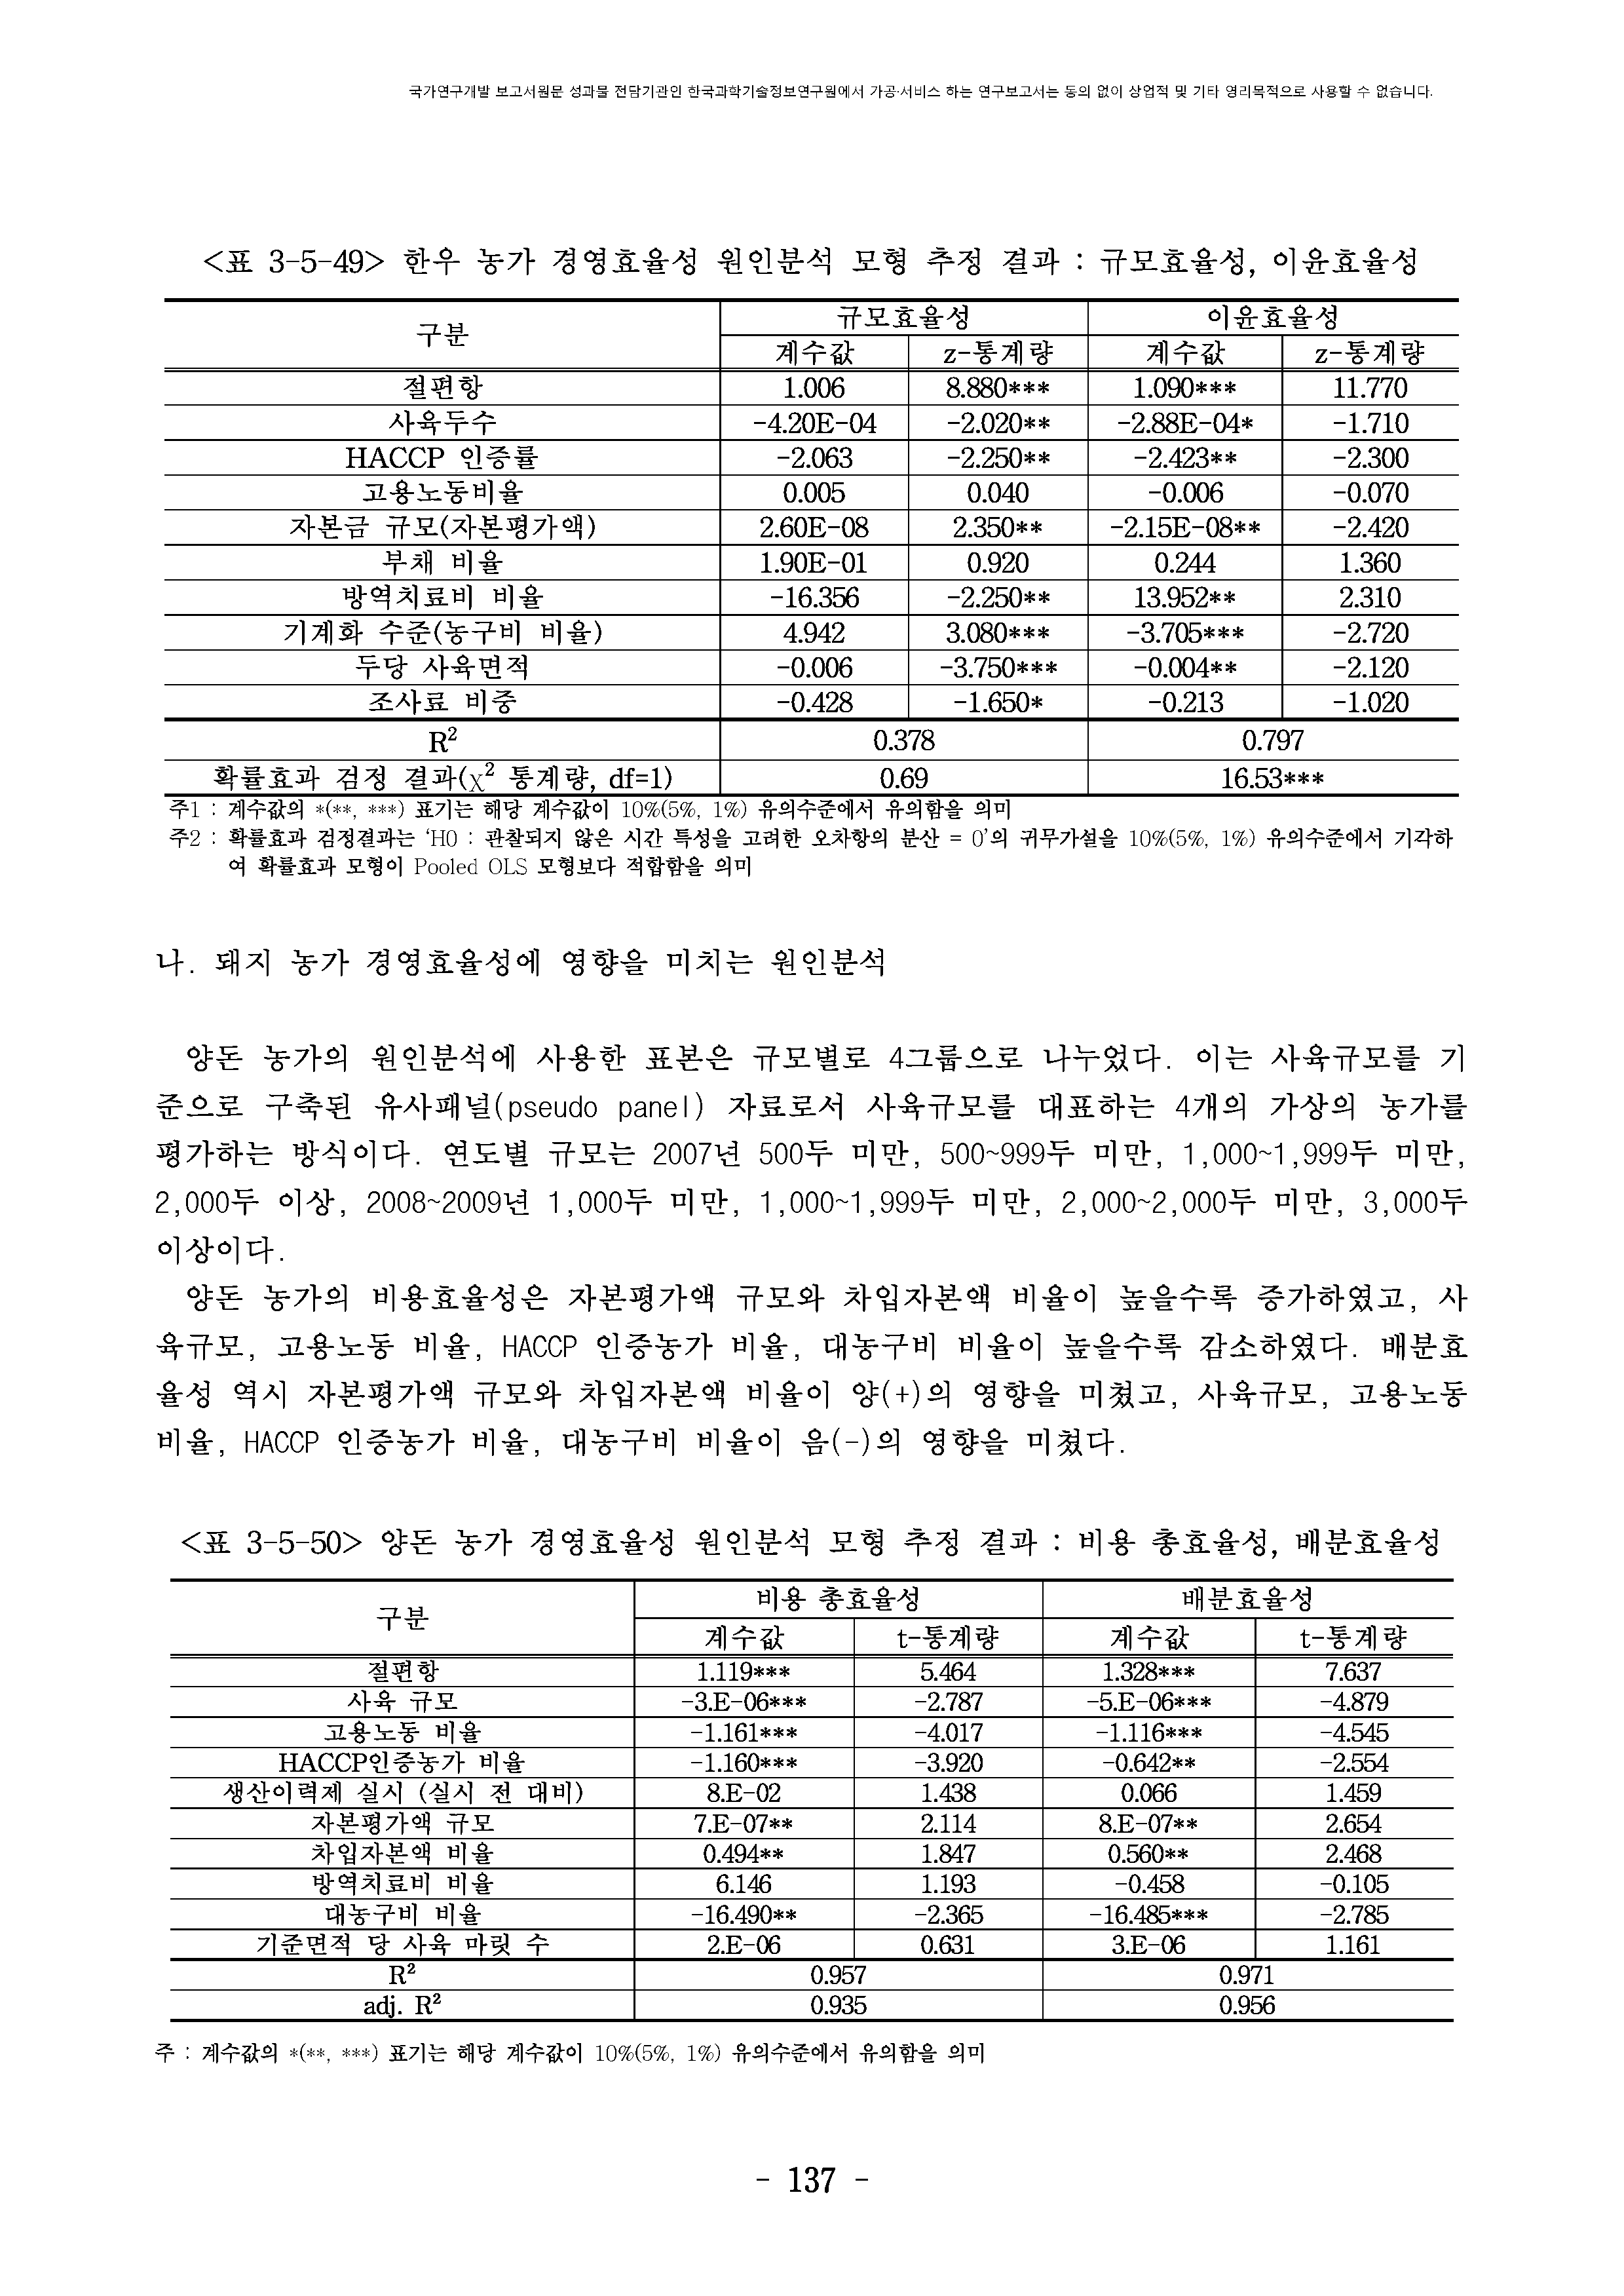 국가연구개발 보고서원문 성과물 전담기관인 한국과학기술정보연구원에서 가공·서비스 하는 연구보고서는 동의 없이 상업적 및 기타 영리목적으로 사용할 수 없습니다.
<표 3-5-49> 한우 농가 경영효율성 원인분석 모형 추정 결과 : 규모효율성, 이윤효율성
구분 규모효율성 이윤효율성
계수값 z-통계량 계수값 z-통계량
절편항 1.006 8.880*** 1.090*** 11.770
사육두수 -4.20E-04 -2.020** -2.88E-04* -1.710
HACCP 인증률 -2.063 -2.250** -2.423** -2.300
고용노동비율 0.005 0.040 -0.006 -0.070
자본금 규모(자본평가액) 2.60E-08 2.350** -2.15E-08** -2.420
부채 비율 1.90E-01 0.920 0.244 1.360
방역치료비 비율 -16.356 -2.250** 13.952** 2.310
기계화 수준(농구비 비율) 4.942 3.080*** -3.705*** -2.720
두당 사육면적 -0.006 -3.750*** -0.004** -2.120
조사료 비중 -0.428 -1.650* -0.213 -1.020
R² 0.378 0.797
확률효과 검정 결과(χ² 통계량, df=1) 0.69 16.53***
주1 : 계수값의 *(**, ***) 표기는 해당 계수값이 10%(5%, 1%) 유의수준에서 유의함을 의미
주2 : 확률효과 검정결과는 ‘H0 : 관찰되지 않은 시간 특성을 고려한 오차항의 분산 = 0’의 귀무가설을 10%(5%, 1%) 유의수준에서 기각하
여 확률효과 모형이 Pooled OLS 모형보다 적합함을 의미
나. 돼지 농가 경영효율성에 영향을 미치는 원인분석
양돈 농가의 원인분석에 사용한 표본은 규모별로 4그룹으로 나누었다. 이는 사육규모를 기
준으로 구축된 유사패널(pseudo panel) 자료로서 사육규모를 대표하는 4개의 가상의 농가를
평가하는 방식이다. 연도별 규모는 2007년 500두 미만, 500~999두 미만, 1,000~1,999두 미만,
2,000두 이상, 2008~2009년 1,000두 미만, 1,000~1,999두 미만, 2,000~2,000두 미만, 3,000두
이상이다.
양돈 농가의 비용효율성은 자본평가액 규모와 차입자본액 비율이 높을수록 증가하였고, 사
육규모, 고용노동 비율, HACCP 인증농가 비율, 대농구비 비율이 높을수록 감소하였다. 배분효
율성 역시 자본평가액 규모와 차입자본액 비율이 양(+)의 영향을 미쳤고, 사육규모, 고용노동
비율, HACCP 인증농가 비율, 대농구비 비율이 음(-)의 영향을 미쳤다.
<표 3-5-50> 양돈 농가 경영효율성 원인분석 모형 추정 결과 : 비용 총효율성, 배분효율성
구분 비용 총효율성 배분효율성
계수값 t-통계량 계수값 t-통계량
절편항 1.119*** 5.464 1.328*** 7.637
사육 규모 -3.E-06*** -2.787 -5.E-06*** -4.879
고용노동 비율 -1.161*** -4.017 -1.116*** -4.545
HACCP인증농가 비율 -1.160*** -3.920 -0.642** -2.554
생산이력제 실시 (실시 전 대비) 8.E-02 1.438 0.066 1.459
자본평가액 규모 7.E-07** 2.114 8.E-07** 2.654
차입자본액 비율 0.494** 1.847 0.560** 2.468
방역치료비 비율 6.146 1.193 -0.458 -0.105
대농구비 비율 -16.490** -2.365 -16.485*** -2.785
기준면적 당 사육 마릿 수 2.E-06 0.631 3.E-06 1.161
R² 0.957 0.971
adj. R² 0.935 0.956
주 : 계수값의 *(**, ***) 표기는 해당 계수값이 10%(5%, 1%) 유의수준에서 유의함을 의미
- 137 -